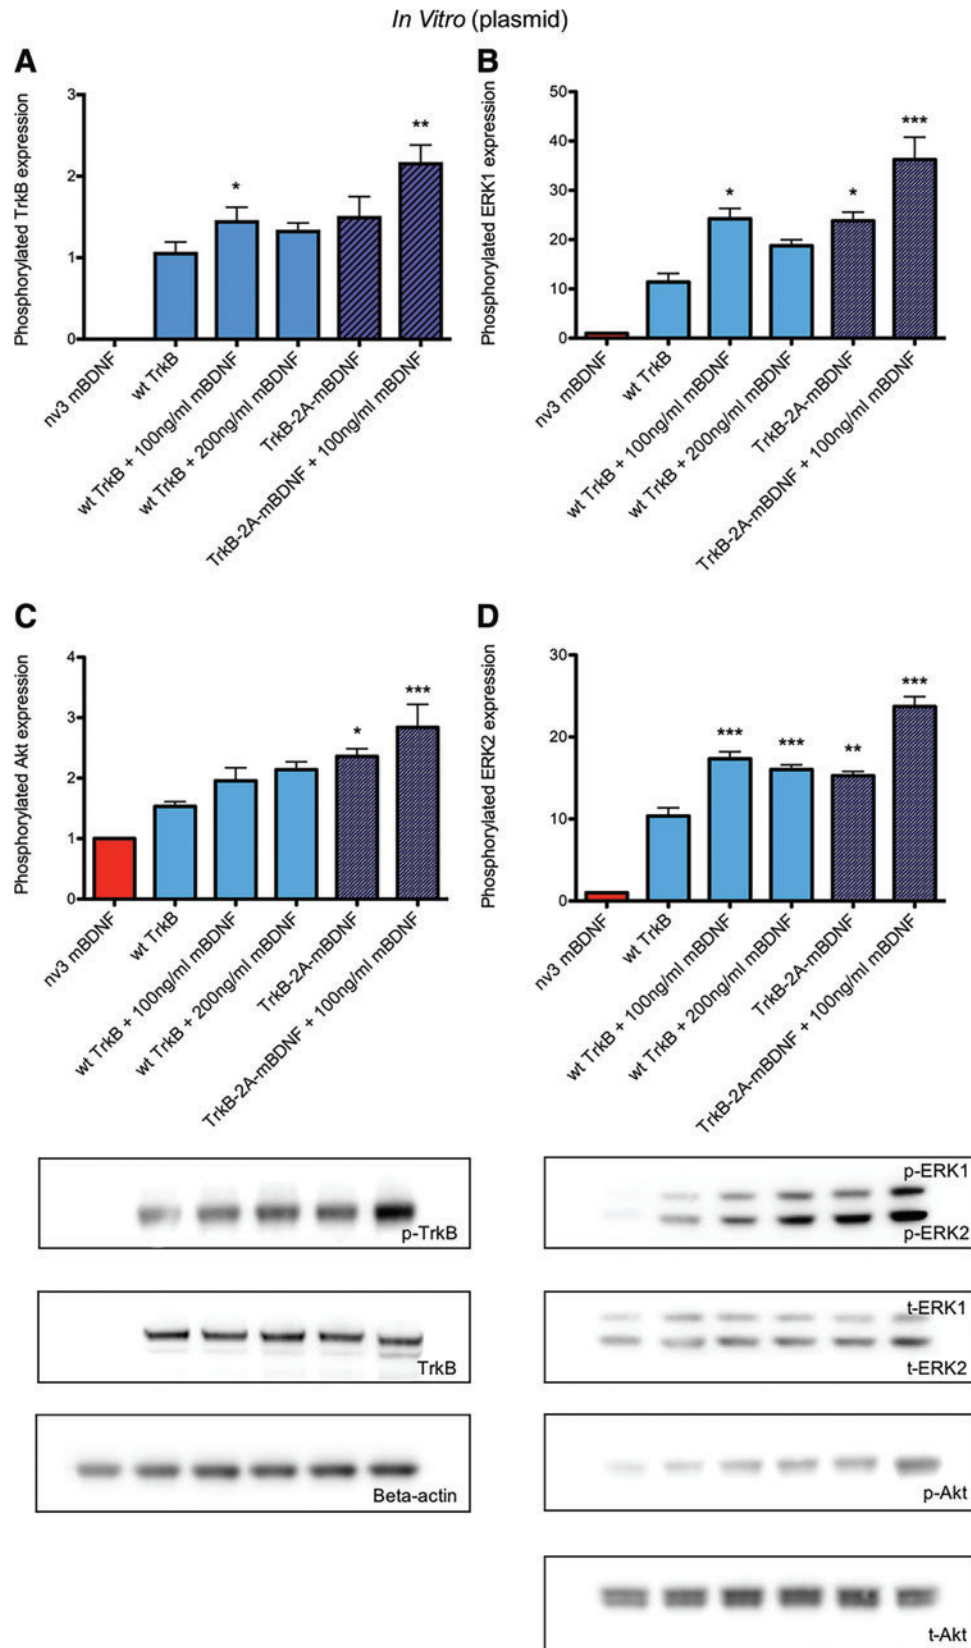 In Vitro (plasmid)
A
Phosphorylated TrkB expression
3
2
1
0
* **
nv3 mBDNF
wt TrkB
wt TrkB + 100ng/ml mBDNF
wt TrkB + 200ng/ml mBDNF
TrkB-2A-mBDNF
TrkB-2A-mBDNF + 100ng/ml mBDNF
B
Phosphorylated ERK1 expression
50
40
30
20
10
0
* * ***
nv3 mBDNF
wt TrkB
wt TrkB + 100ng/ml mBDNF
wt TrkB + 200ng/ml mBDNF
TrkB-2A-mBDNF
TrkB-2A-mBDNF + 100ng/ml mBDNF
C
Phosphorylated Akt expression
4
3
2
1
0
* ***
nv3 mBDNF
wt TrkB
wt TrkB + 100ng/ml mBDNF
wt TrkB + 200ng/ml mBDNF
TrkB-2A-mBDNF
TrkB-2A-mBDNF + 100ng/ml mBDNF
D
Phosphorylated ERK2 expression
30
20
10
0
*** *** ** ***
nv3 mBDNF
wt TrkB
wt TrkB + 100ng/ml mBDNF
wt TrkB + 200ng/ml mBDNF
TrkB-2A-mBDNF
TrkB-2A-mBDNF + 100ng/ml mBDNF
p-TrkB
TrkB
Beta-actin
p-ERK1
p-ERK2
t-ERK1
t-ERK2
p-Akt
t-Akt